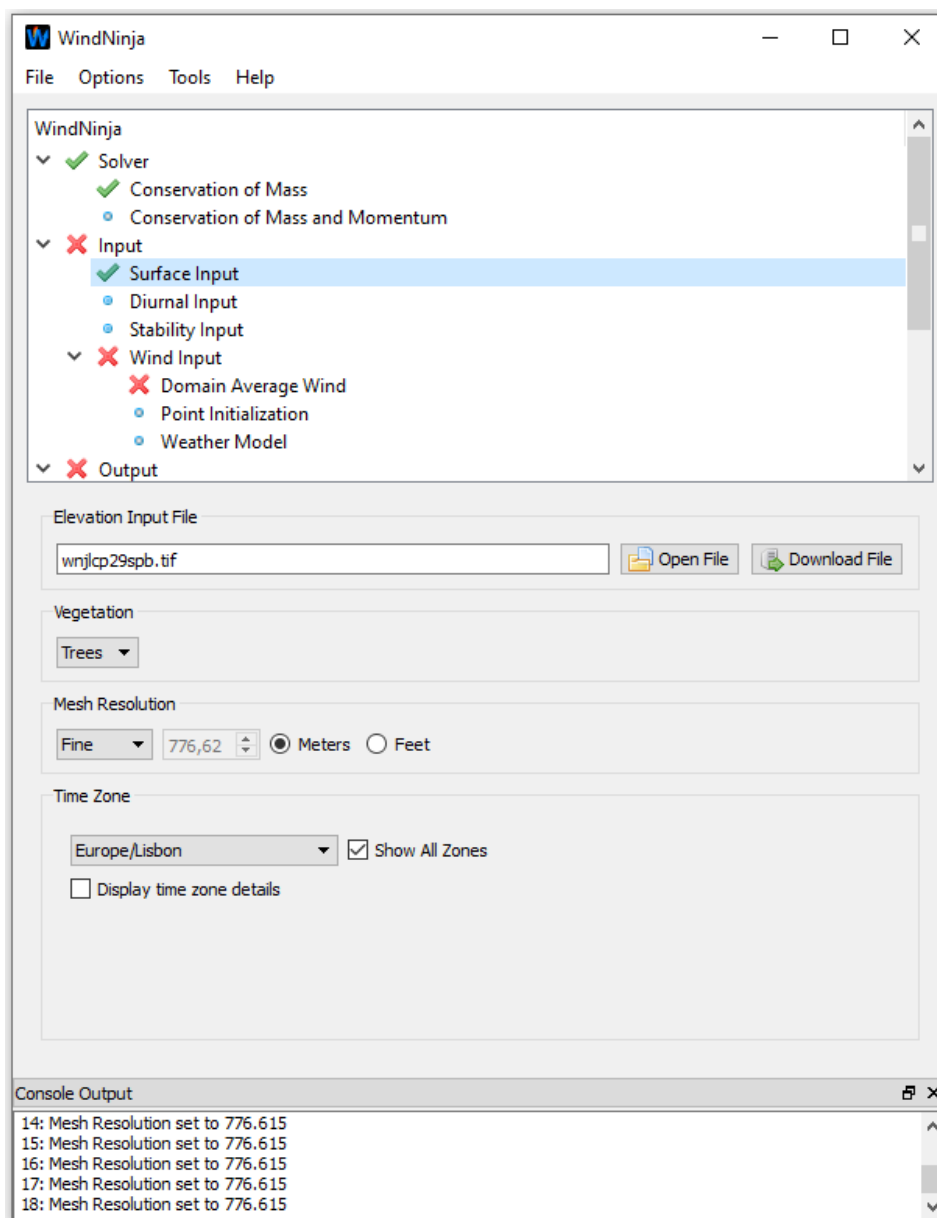 WindNinja
File Options Tools Help
WindNinja
Solver
Conservation of Mass
Conservation of Mass and Momentum
Input
Surface Input
Diurnal Input
Stability Input
Wind Input
Domain Average Wind
Point Initialization
Weather Model
Output
Elevation Input File
wnjlcp29spb.tif Open File Download File
Vegetation
Trees
Mesh Resolution
Fine 776,62 Meters Feet
Time Zone
Europe/Lisbon Show All Zones
Display time zone details
Console Output
14: Mesh Resolution set to 776.615
15: Mesh Resolution set to 776.615
16: Mesh Resolution set to 776.615
17: Mesh Resolution set to 776.615
18: Mesh Resolution set to 776.615